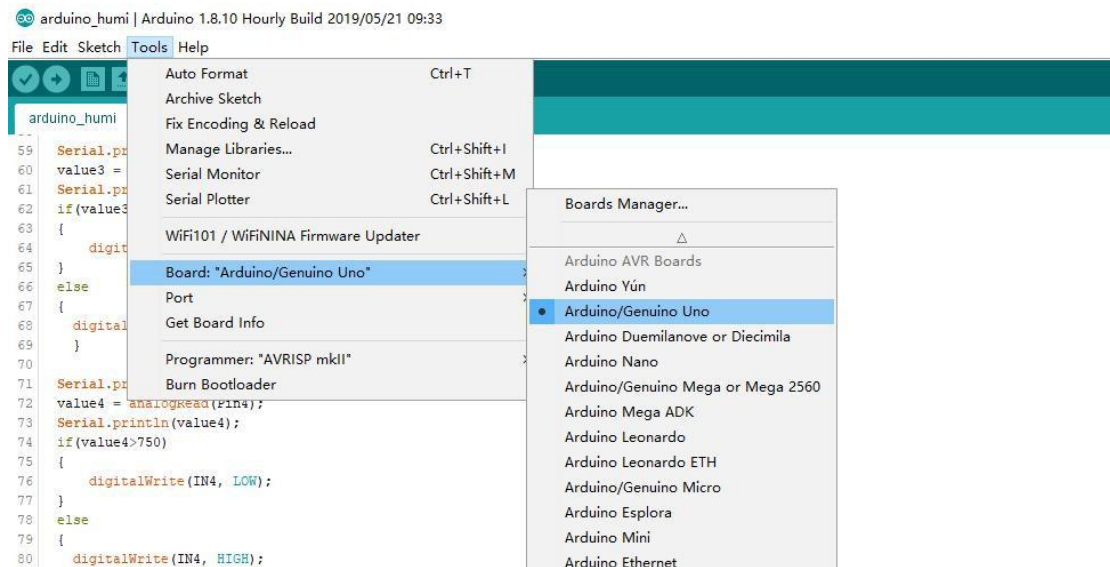 arduino_humi | Arduino 1.8.10 Hourly Build 2019/05/21 09:33
File Edit Sketch Tools Help
arduino_humi
Auto Format Ctrl+T
Archive Sketch
Fix Encoding & Reload
Manage Libraries... Ctrl+Shift+I
Serial Monitor Ctrl+Shift+M
Serial Plotter Ctrl+Shift+L
WiFi101 / WiFiNINA Firmware Updater
Board: "Arduino/Genuino Uno"
Port
Get Board Info
Programmer: "AVRISP mkII"
Burn Bootloader
Boards Manager...
Arduino AVR Boards
Arduino Yún
Arduino/Genuino Uno
Arduino Duemilanove or Diecimila
Arduino Nano
Arduino/Genuino Mega or Mega 2560
Arduino Mega ADK
Arduino Leonardo
Arduino Leonardo ETH
Arduino/Genuino Micro
Arduino Esplora
Arduino Mini
Arduino Ethernet
59 Serial.pr
60 value3 =
61 Serial.pr
62 if(value3
63 {
64 digit
65 }
66 else
67 {
68 digital
69 }
70
71 Serial.pr
72 value4 = analogRead(Pin4);
73 Serial.println(value4);
74 if(value4>750)
75 {
76 digitalWrite(IN4, LOW);
77 }
78 else
79 {
80 digitalWrite(IN4, HIGH);